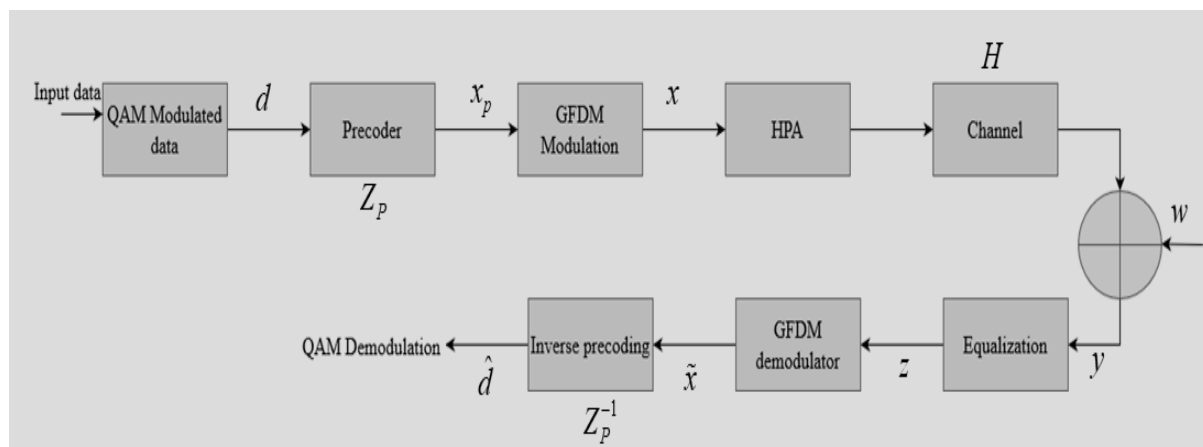 H
Input data
d
x_p
x
QAM Modulated
data
Precoder
GFDM
Modulation
HPA
Channel
Z_P
w
QAM Demodulation
Inverse precoding
GFDM
demodulator
Equalization
d̂
x̃
z
y
Z_P^{-1}